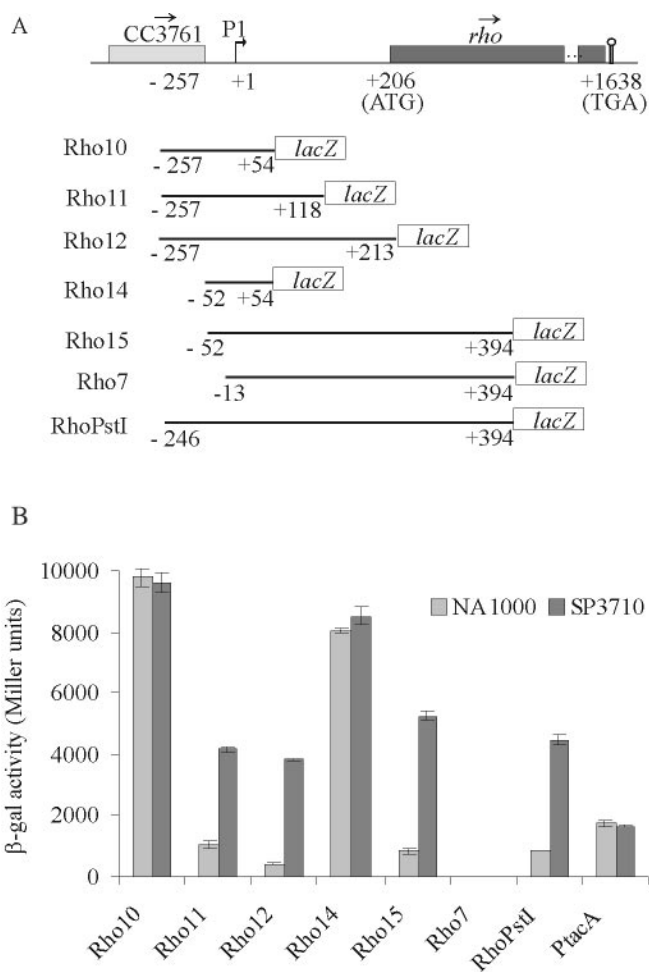 A
CC3761 P1 rho
- 257 +1 +206 +1638
(ATG) (TGA)
Rho10 lacZ
- 257 +54
Rho11 lacZ
- 257 +118
Rho12 lacZ
- 257 +213
Rho14 lacZ
- 52 +54
Rho15 lacZ
- 52 +394
Rho7 lacZ
-13 +394
RhoPstI lacZ
- 246 +394
B
β-gal activity (Miller units)
10000
8000
6000
4000
2000
0
NA1000 SP3710
Rho10 Rho11 Rho12 Rho14 Rho15 Rho7 RhoPstI PtacA